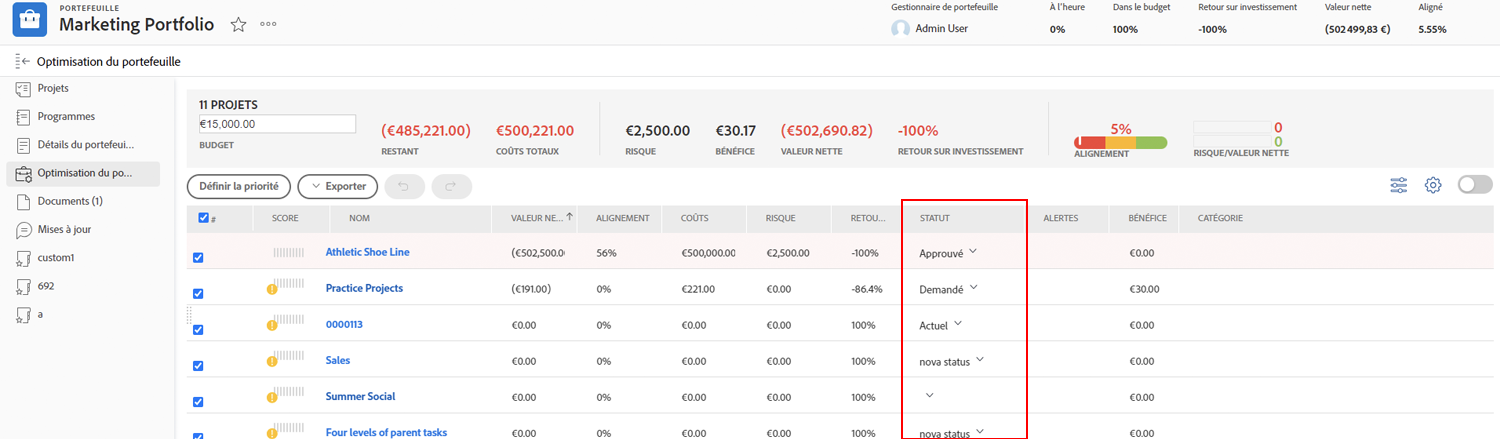 PORTEFEUILLE
Marketing Portfolio
Gestionnaire de portefeuille À l'heure Dans le budget Retour sur investissement Valeur nette Aligné
Admin User 0% 100% -100% (502 499,83 €) 5.55%
Optimisation du portefeuille
Projets
Programmes
Détails du portefeui...
Optimisation du po...
Documents (1)
Mises à jour
custom1
692
a
11 PROJETS
€15,000.00
BUDGET
(€485,221.00)
RESTANT
€500,221.00
COÛTS TOTAUX
€2,500.00
RISQUE
€30.17
BÉNÉFICE
(€502,690.82)
VALEUR NETTE
-100%
RETOUR SUR INVESTISSEMENT
5%
ALIGNEMENT
0
0
RISQUE/VALEUR NETTE
Définir la priorité Exporter
# SCORE NOM VALEUR NE... ALIGNEMENT COÛTS RISQUE RETOU... STATUT ALERTES BÉNÉFICE CATÉGORIE
Athletic Shoe Line (€502,500.0 56% €500,000.00 €2,500.00 -100% Approuvé €0.00
Practice Projects (€191.00) 0% €221.00 €0.00 -86.4% Demandé €30.00
0000113 €0.00 0% €0.00 €0.00 100% Actuel €0.00
Sales €0.00 0% €0.00 €0.00 100% nova status €0.00
Summer Social €0.00 0% €0.00 €0.00 100% €0.00
Four levels of parent tasks €0.00 0% €0.00 €0.00 100% nova status €0.00